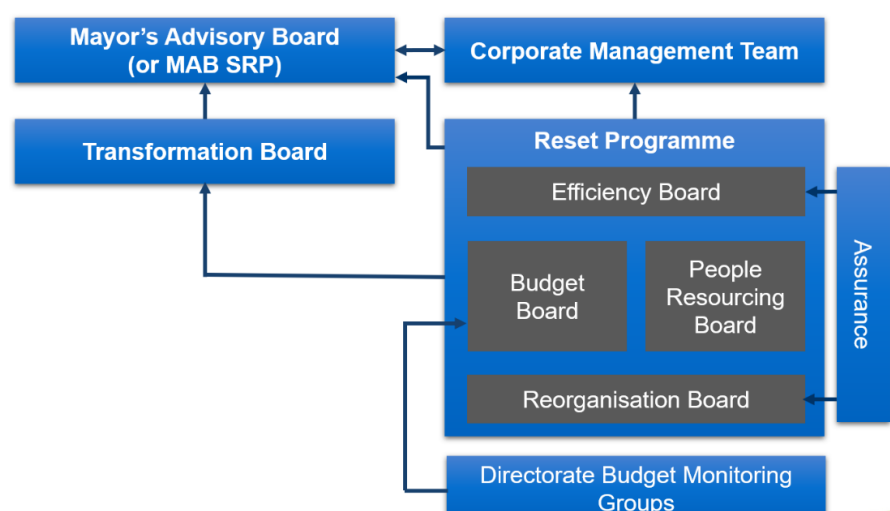 Mayor’s Advisory Board
(or MAB SRP)
Corporate Management Team
Transformation Board
Reset Programme
Efficiency Board
Budget
Board
People
Resourcing
Board
Reorganisation Board
Assurance
Directorate Budget Monitoring
Groups